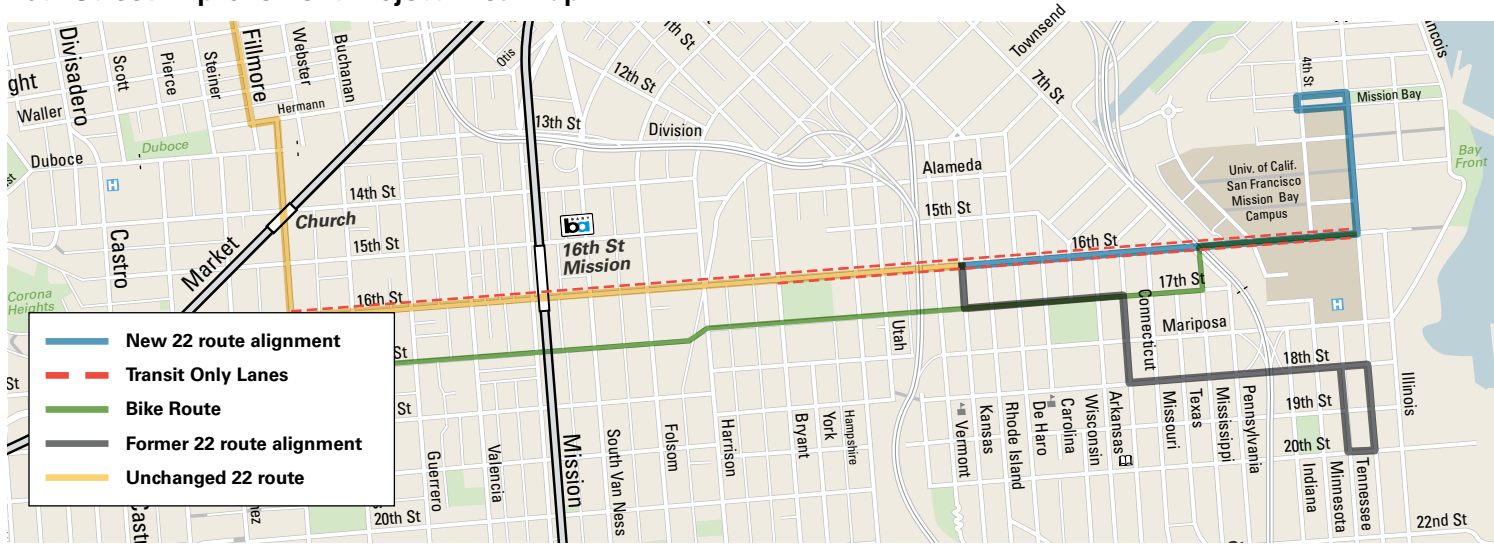 Divisadero
Scott
Pierce
Steiner
Fillmore
Webster
Buchanan
Otis
12th St
Townsend
7th St
4th St
Mission Bay
ght
Waller
Hermann
13th St
Division
Duboce
Duboce
Alameda
Univ. of Calif.
San Francisco
Mission Bay
Campus
Bay
Front
14th St
Church
15th St
15th St
16th St
Mission
16th St
Castro
Market
17th St
Corona
Heights
16th St
Utah
Connecticut
Mariposa
18th St
New 22 route alignment
Transit Only Lanes
Bike Route
Former 22 route alignment
Unchanged 22 route
St
St
St
19th St
20th St
Illinois
Guerrero
Valencia
Mission
South Van Ness
Folsom
Harrison
Bryant
York
Hampshire
Vermont
Kansas
Rhode Island
De Haro
Carolina
Wisconsin
Arkansas
Missouri
Texas
Mississippi
Pennsylvania
Indiana
Minnesota
Tennessee
20th St
22nd St